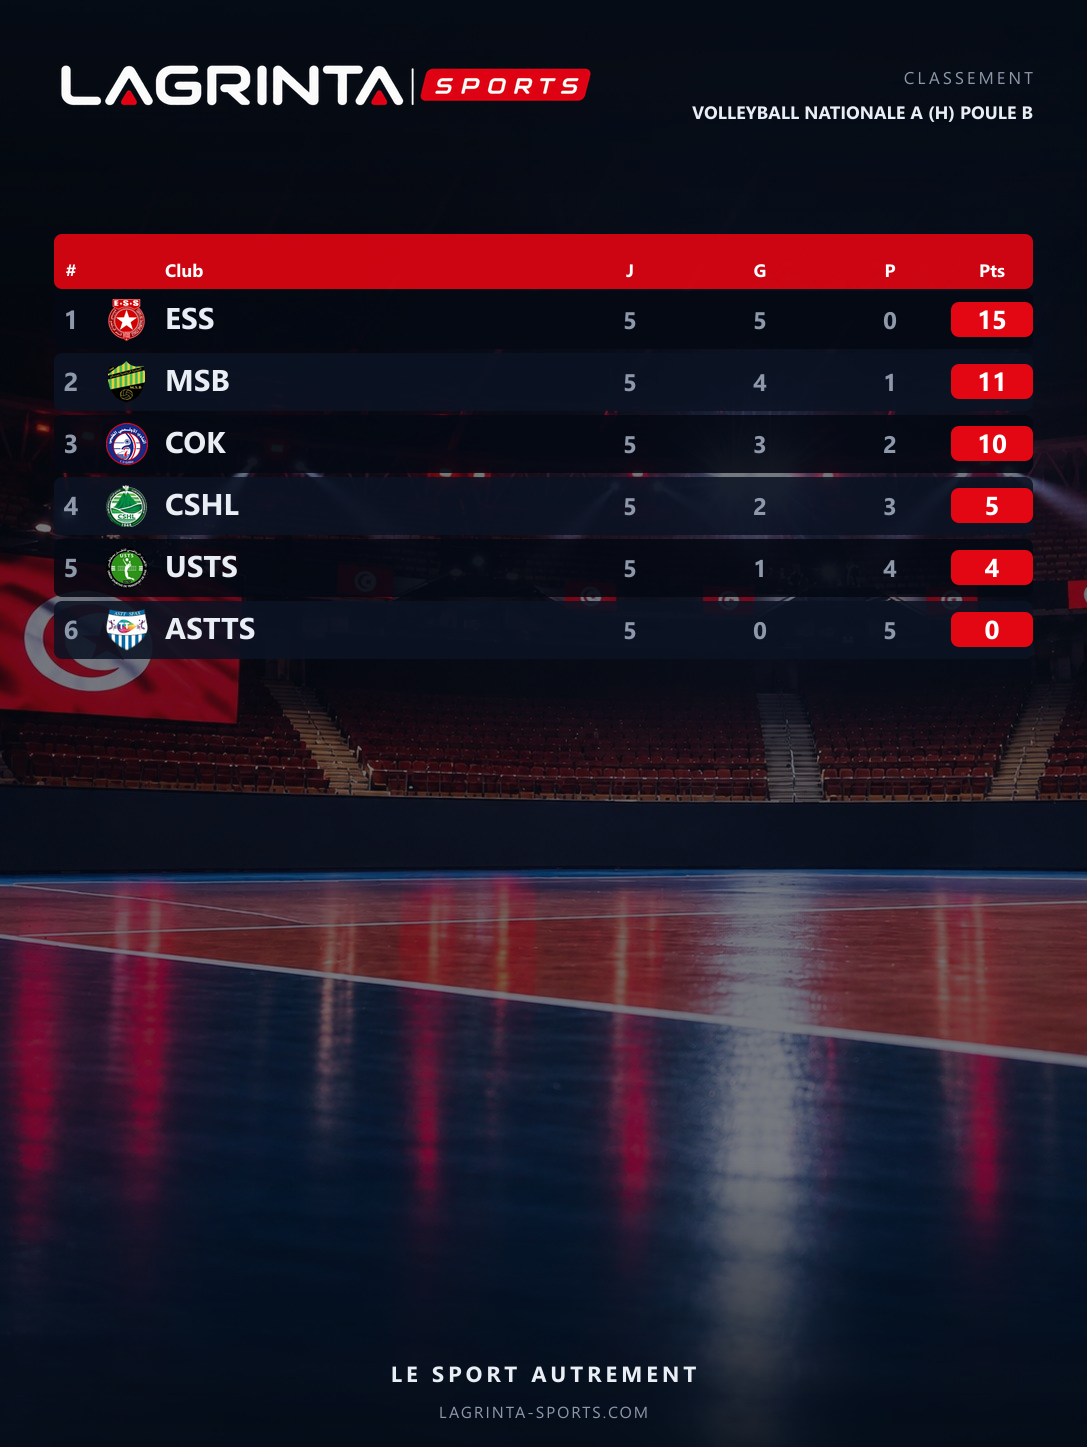 LAGRINTA SPORTS
CLASSEMENT
VOLLEYBALL NATIONALE A (H) POULE B
# Club J G P Pts
1 E·S·S ESS 5 5 0 15
2 MSB 5 4 1 11
3 COK 5 3 2 10
4 CSHL CSHL 5 2 3 5
5 USTS USTS 5 1 4 4
6 ASTTS 5 0 5 0
LE SPORT AUTREMENT
LAGRINTA-SPORTS.COM